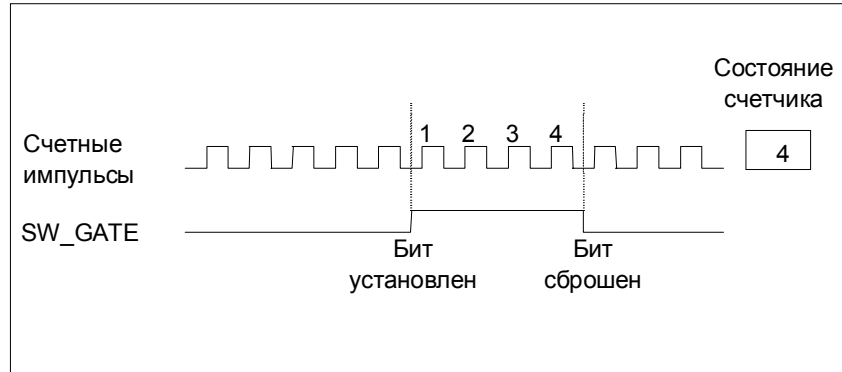 Состояние
счетчика
1 2 3 4
Счетные
импульсы
4
SW_GATE
Бит
установлен
Бит
сброшен